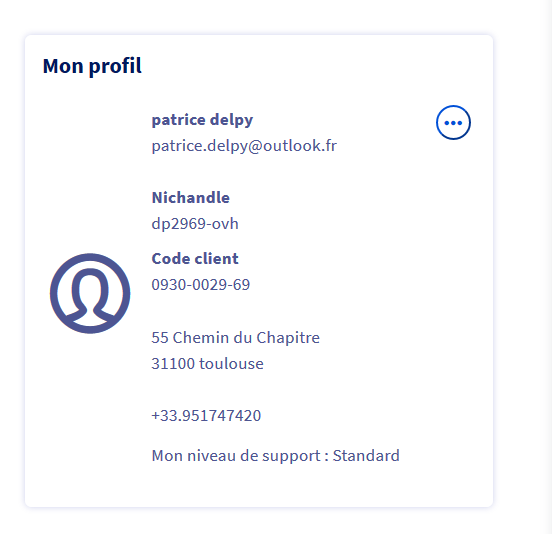 Mon profil
patrice delpy
patrice.delpy@outlook.fr
Nichandle
dp2969-ovh
Code client
0930-0029-69
55 Chemin du Chapitre
31100 toulouse
+33.951747420
Mon niveau de support : Standard